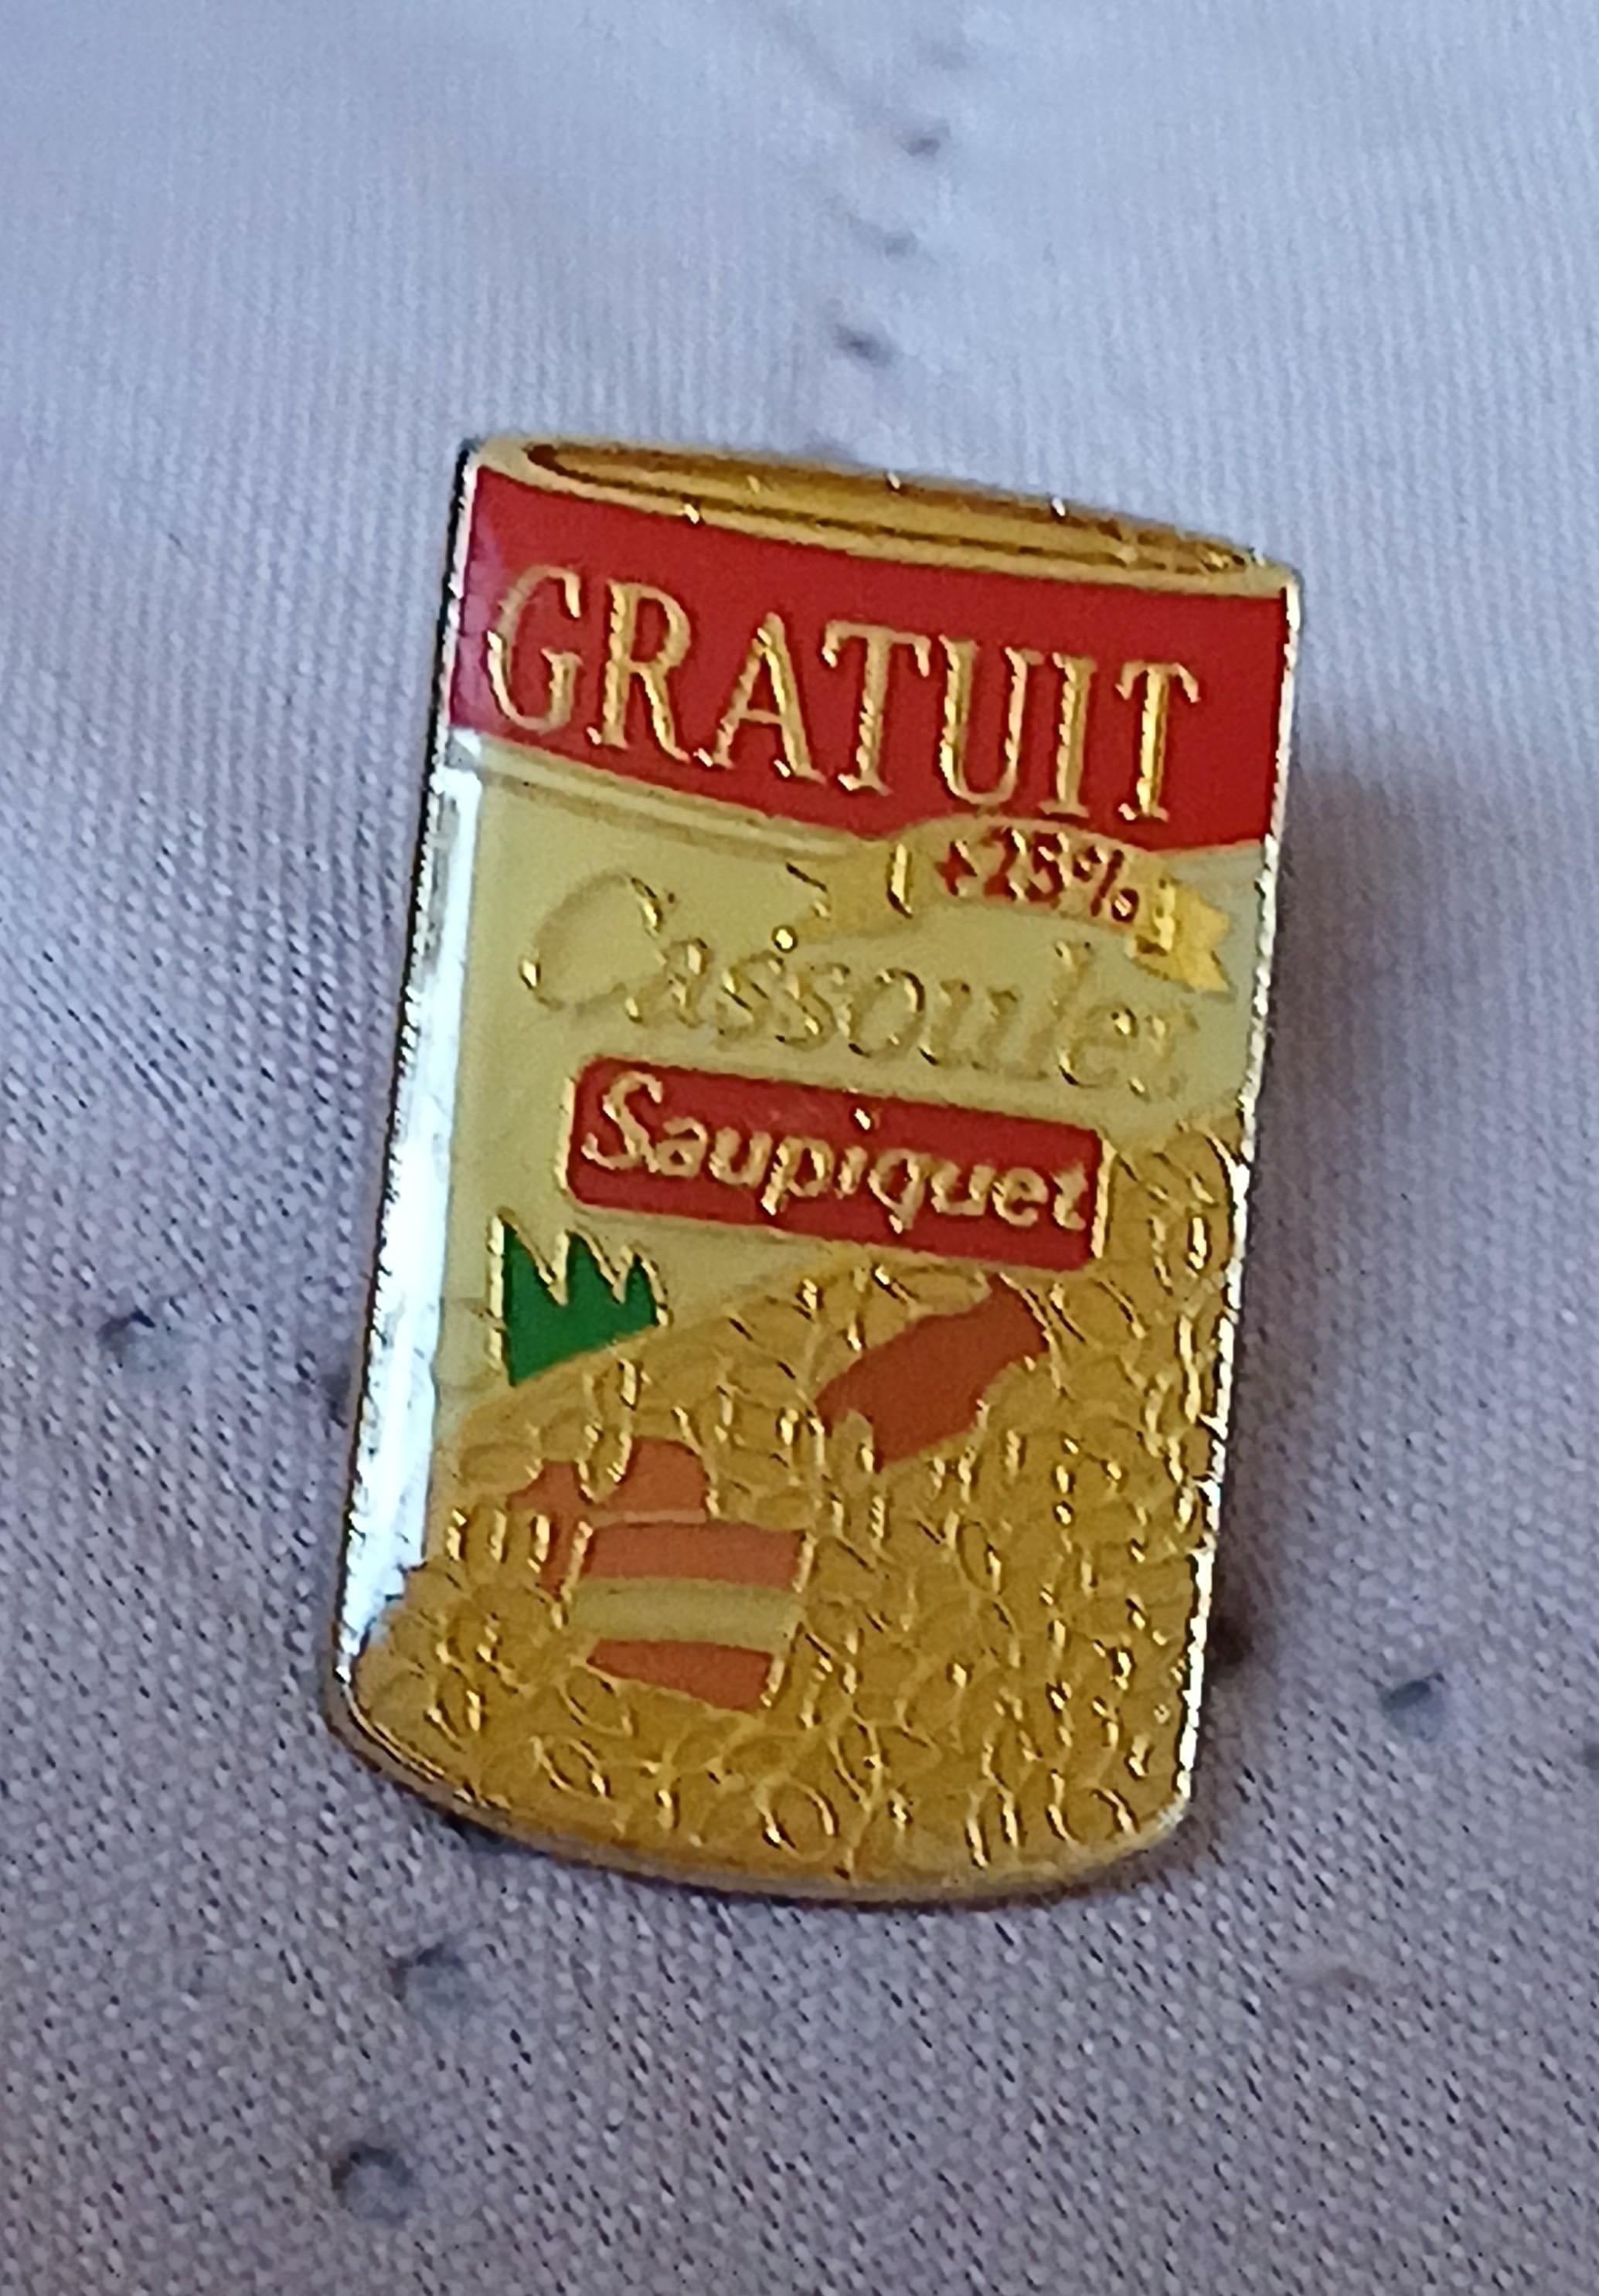 GRATUIT
+25%
Cassoulet
Saupiquet